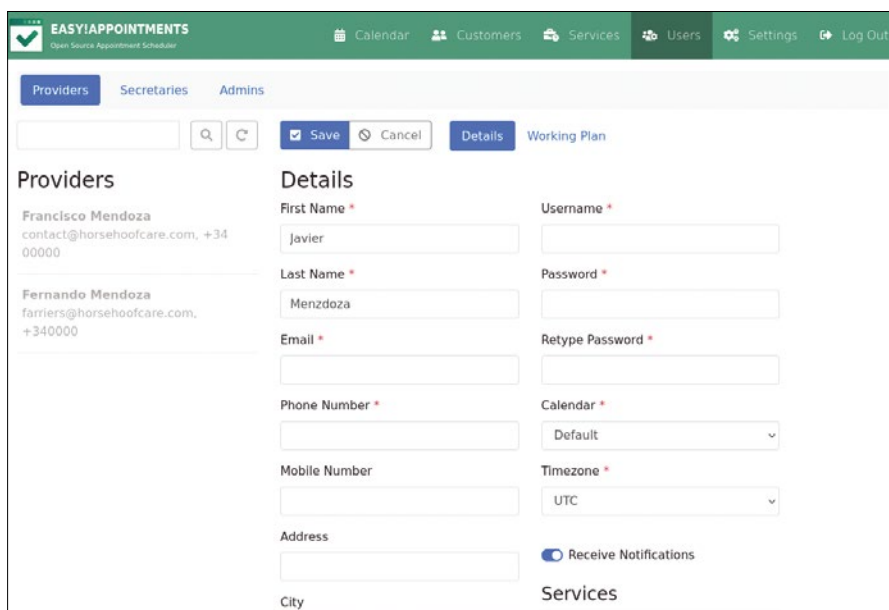 EASY!APPOINTMENTS
Open Source Appointment Scheduler
Calendar
Customers
Services
Users
Settings
Log Out
Providers
Secretaries
Admins
Save
Cancel
Details
Working Plan
Providers
Francisco Mendoza
contact@horsehoofcare.com, +34
00000
Fernando Mendoza
farriers@horsehoofcare.com,
+340000
Details
First Name *
Javier
Last Name *
Menzdoza
Email *
Phone Number *
Mobile Number
Address
City
Username *
Password *
Retype Password *
Calendar *
Default
Timezone *
UTC
Receive Notifications
Services